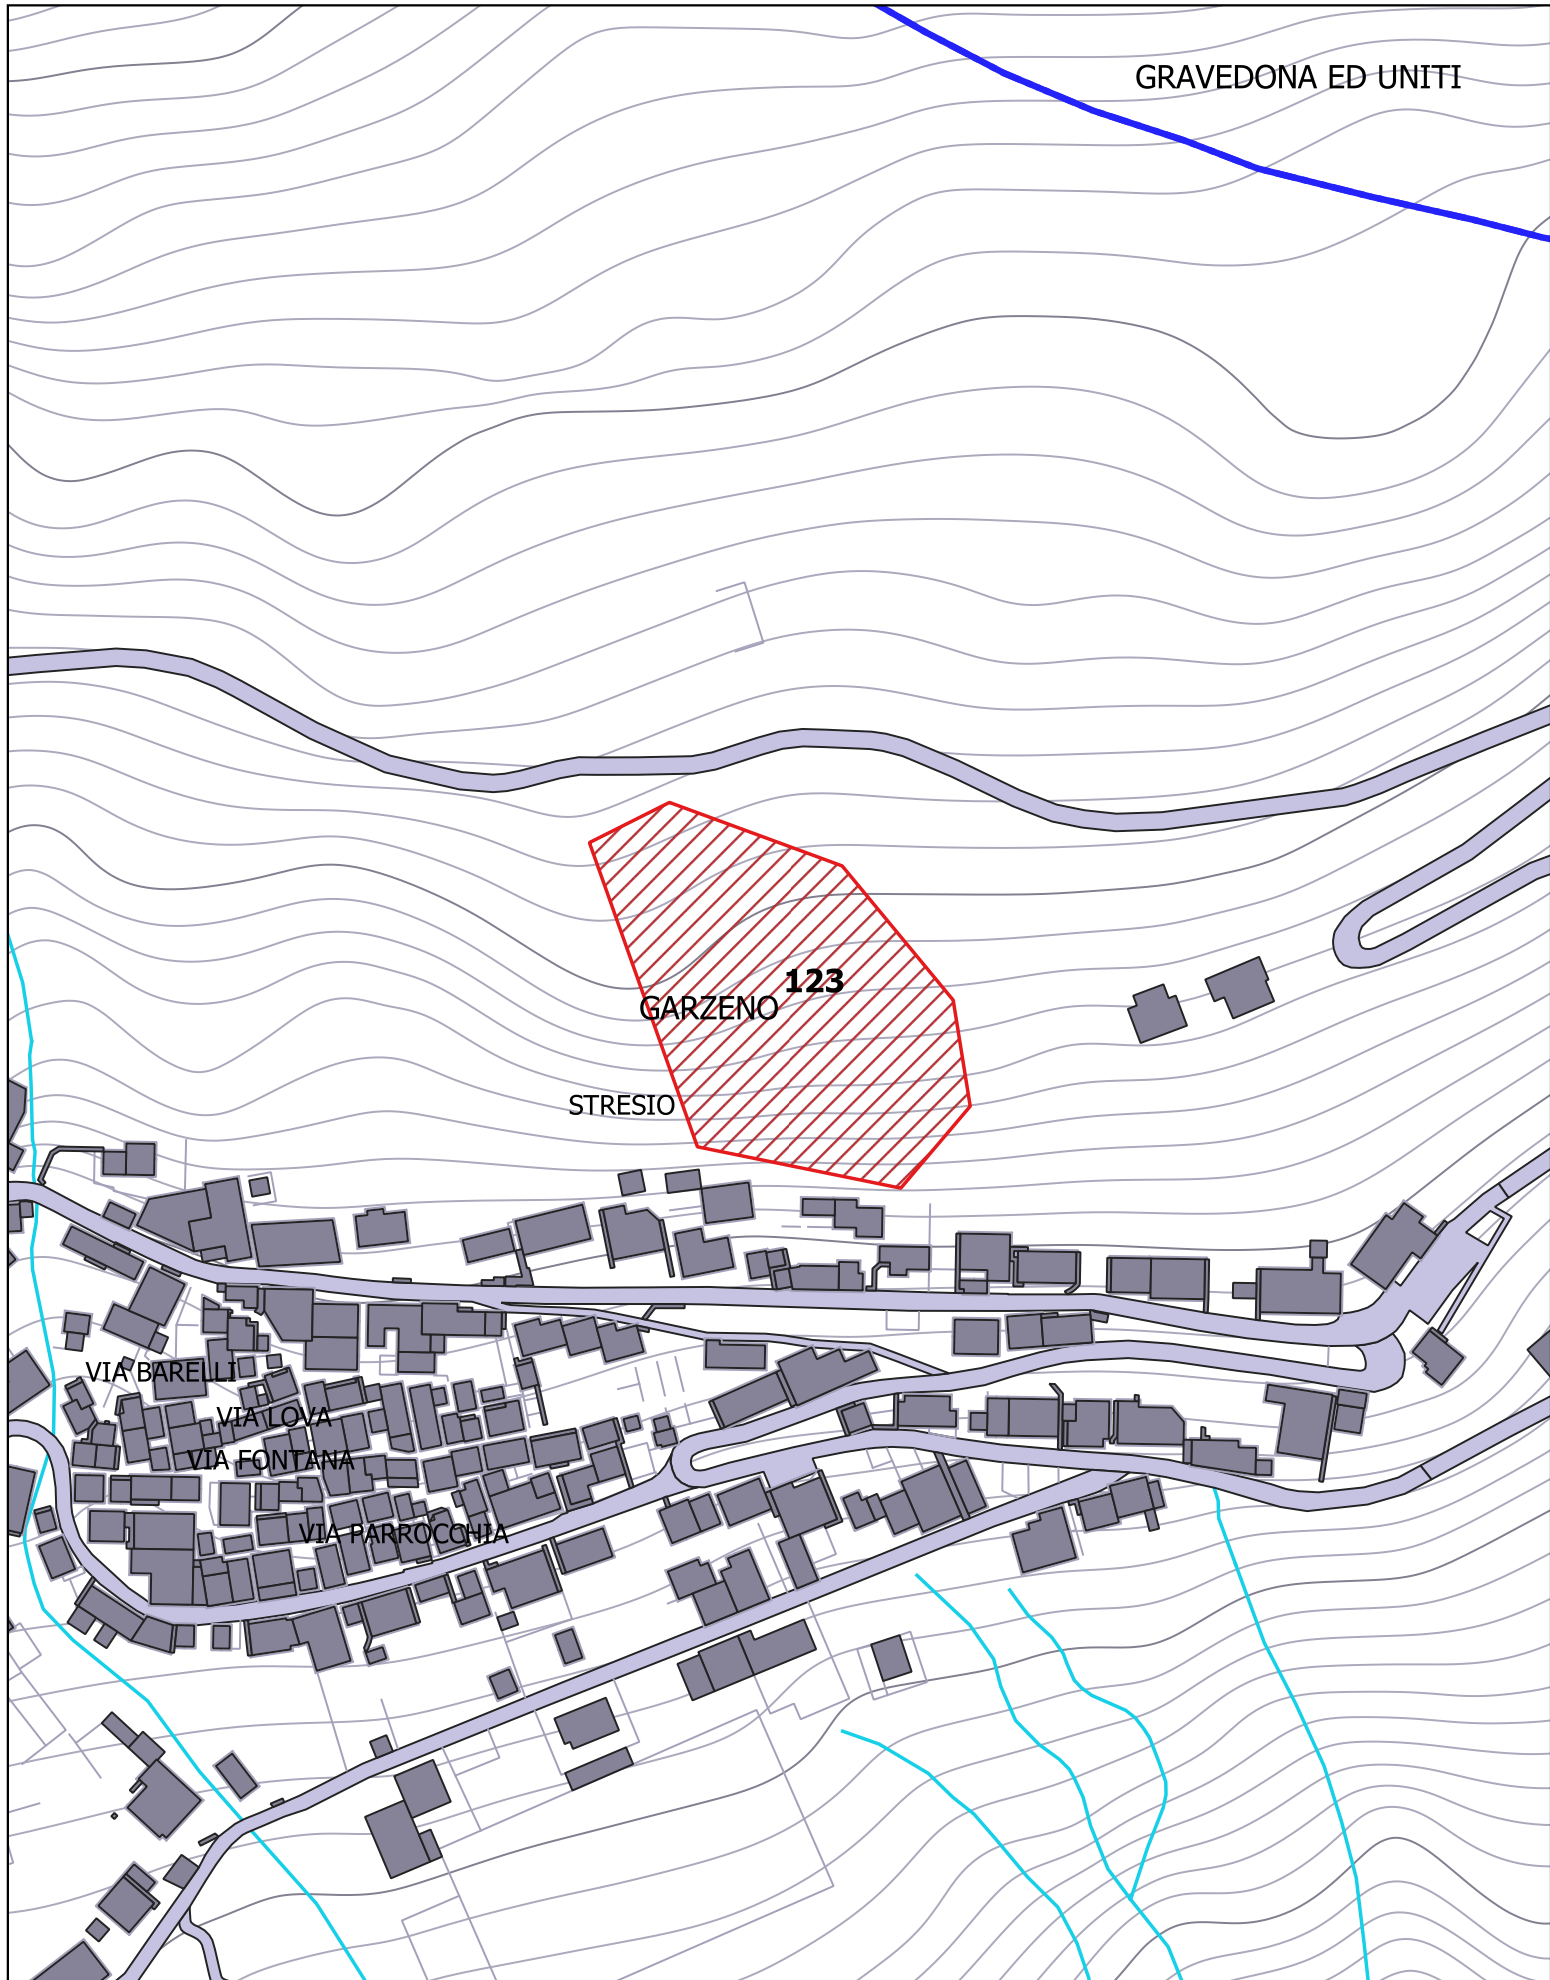 GRAVEDONA ED UNITI
123
GARZENO
STRESIO
VIA BARELLI
VIA LOVA
VIA FONTANA
VIA PARROCCHIA